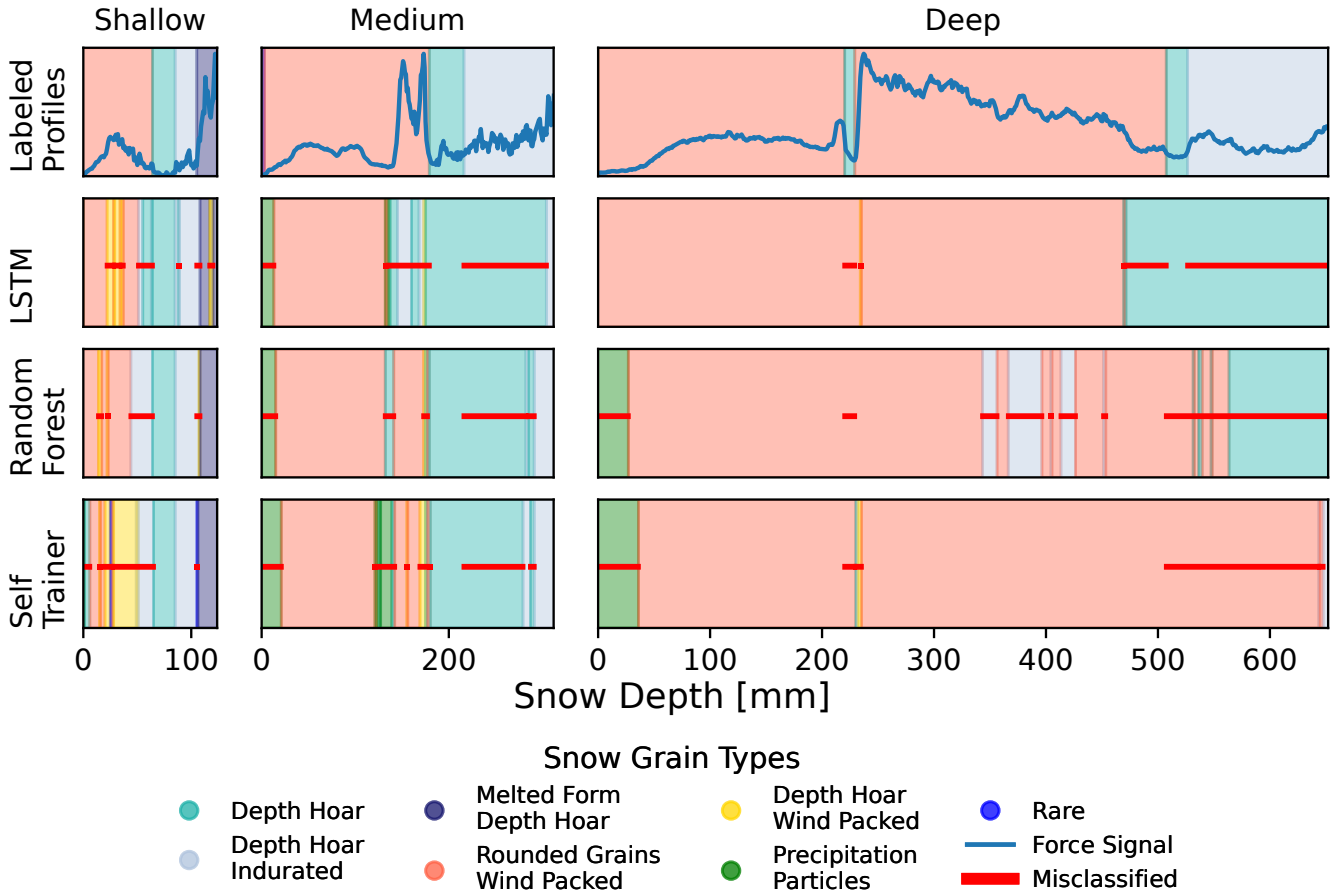 Shallow
Medium
Deep
Labeled
Profiles
LSTM
Random
Forest
Self
Trainer
0
100
0
200
0
100
200
300
400
500
600
Snow Depth [mm]
Snow Grain Types
Depth Hoar
Depth Hoar
Indurated
Melted Form
Depth Hoar
Rounded Grains
Wind Packed
Depth Hoar
Wind Packed
Precipitation
Particles
Rare
Force Signal
Misclassified